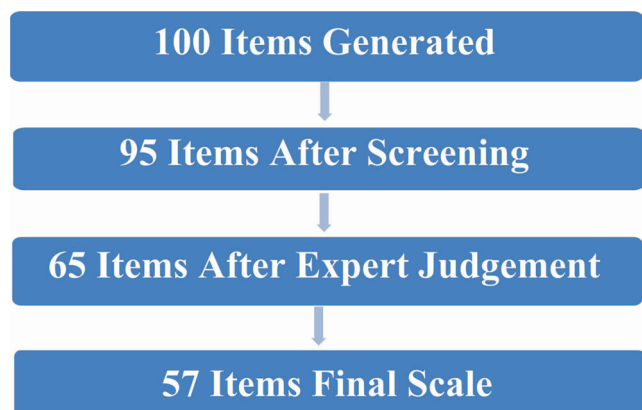 100 Items Generated
95 Items After Screening
65 Items After Expert Judgement
57 Items Final Scale